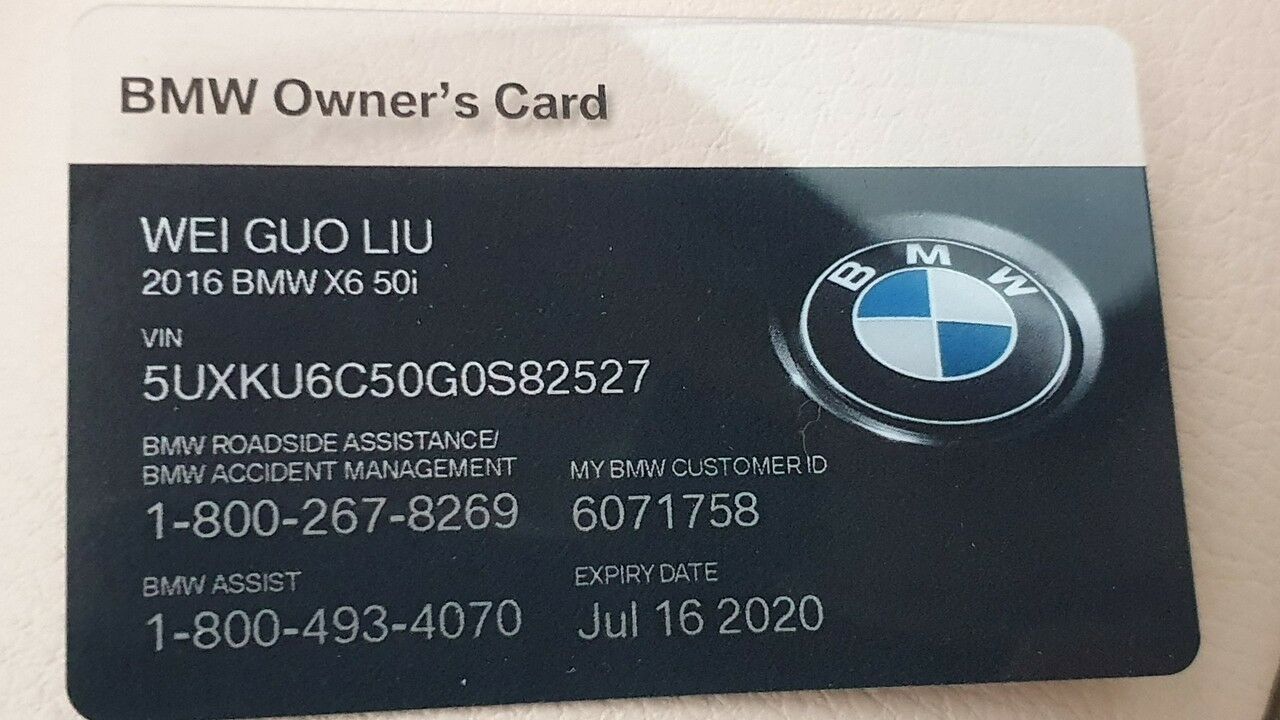 BMW Owner's Card
WEI GUO LIU
2016 BMW X6 50i
VIN
5UXKU6C50G0S82527
BMW ROADSIDE ASSISTANCE/
BMW ACCIDENT MANAGEMENT
1-800-267-8269
MY BMW CUSTOMER ID
6071758
BMW ASSIST
1-800-493-4070
EXPIRY DATE
Jul 16 2020
BMW